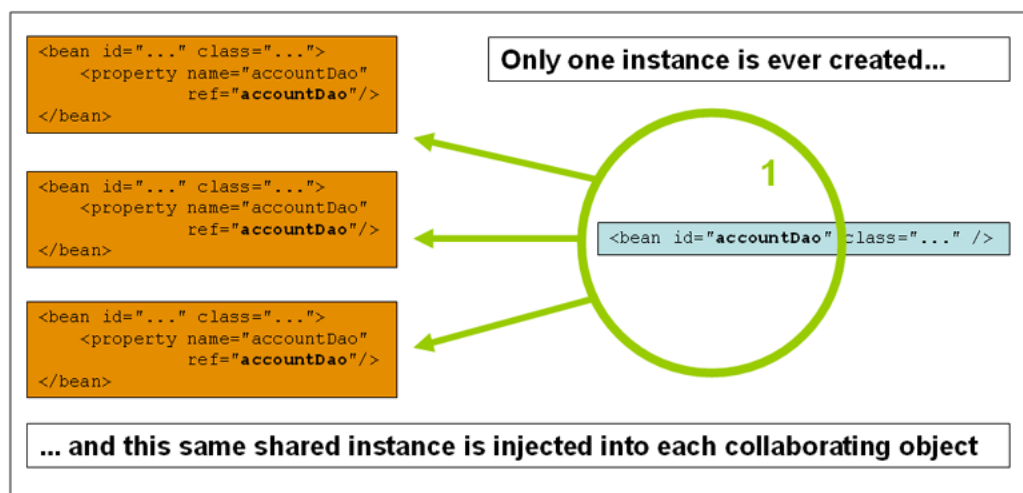 <bean id="..." class="...">
<property name="accountDao"
ref="accountDao"/>
</bean>
Only one instance is ever created...
1
<bean id="..." class="...">
<property name="accountDao"
ref="accountDao"/>
</bean>
<bean id="accountDao" class="..." />
<bean id="..." class="...">
<property name="accountDao"
ref="accountDao"/>
</bean>
... and this same shared instance is injected into each collaborating object